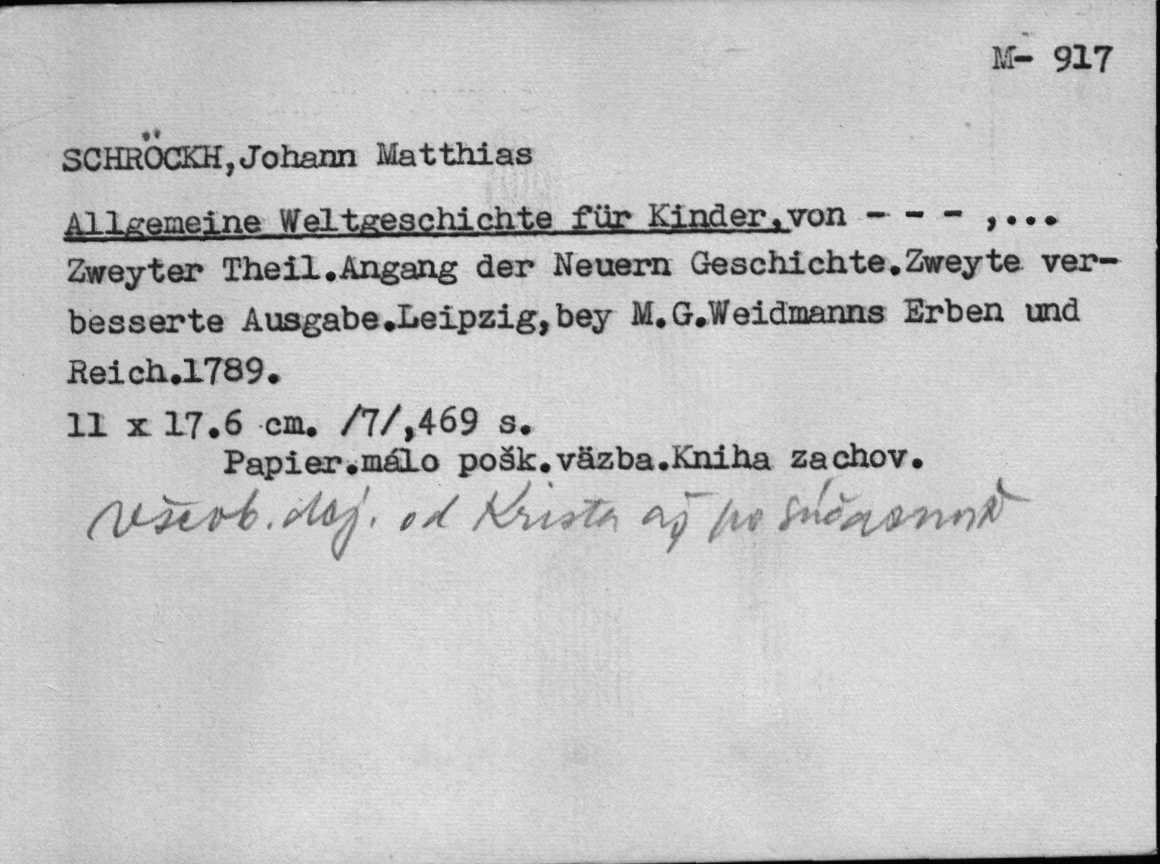 M- 917
SCHRÖCKH,Johann Matthias
Allgemeine Weltgeschichte für Kinder,von - - - ,...
Zweyter Theil.Angang der Neuern Geschichte.Zweyte ver-
besserte Ausgabe.Leipzig,bey M.G.Weidmanns Erben und
Reich.1789.
11 x 17.6 cm. /7/,469 s.
Papier.málo pošk.väzba.Kniha zachov.
Všeob. dej. od Krista až po súčasnosť